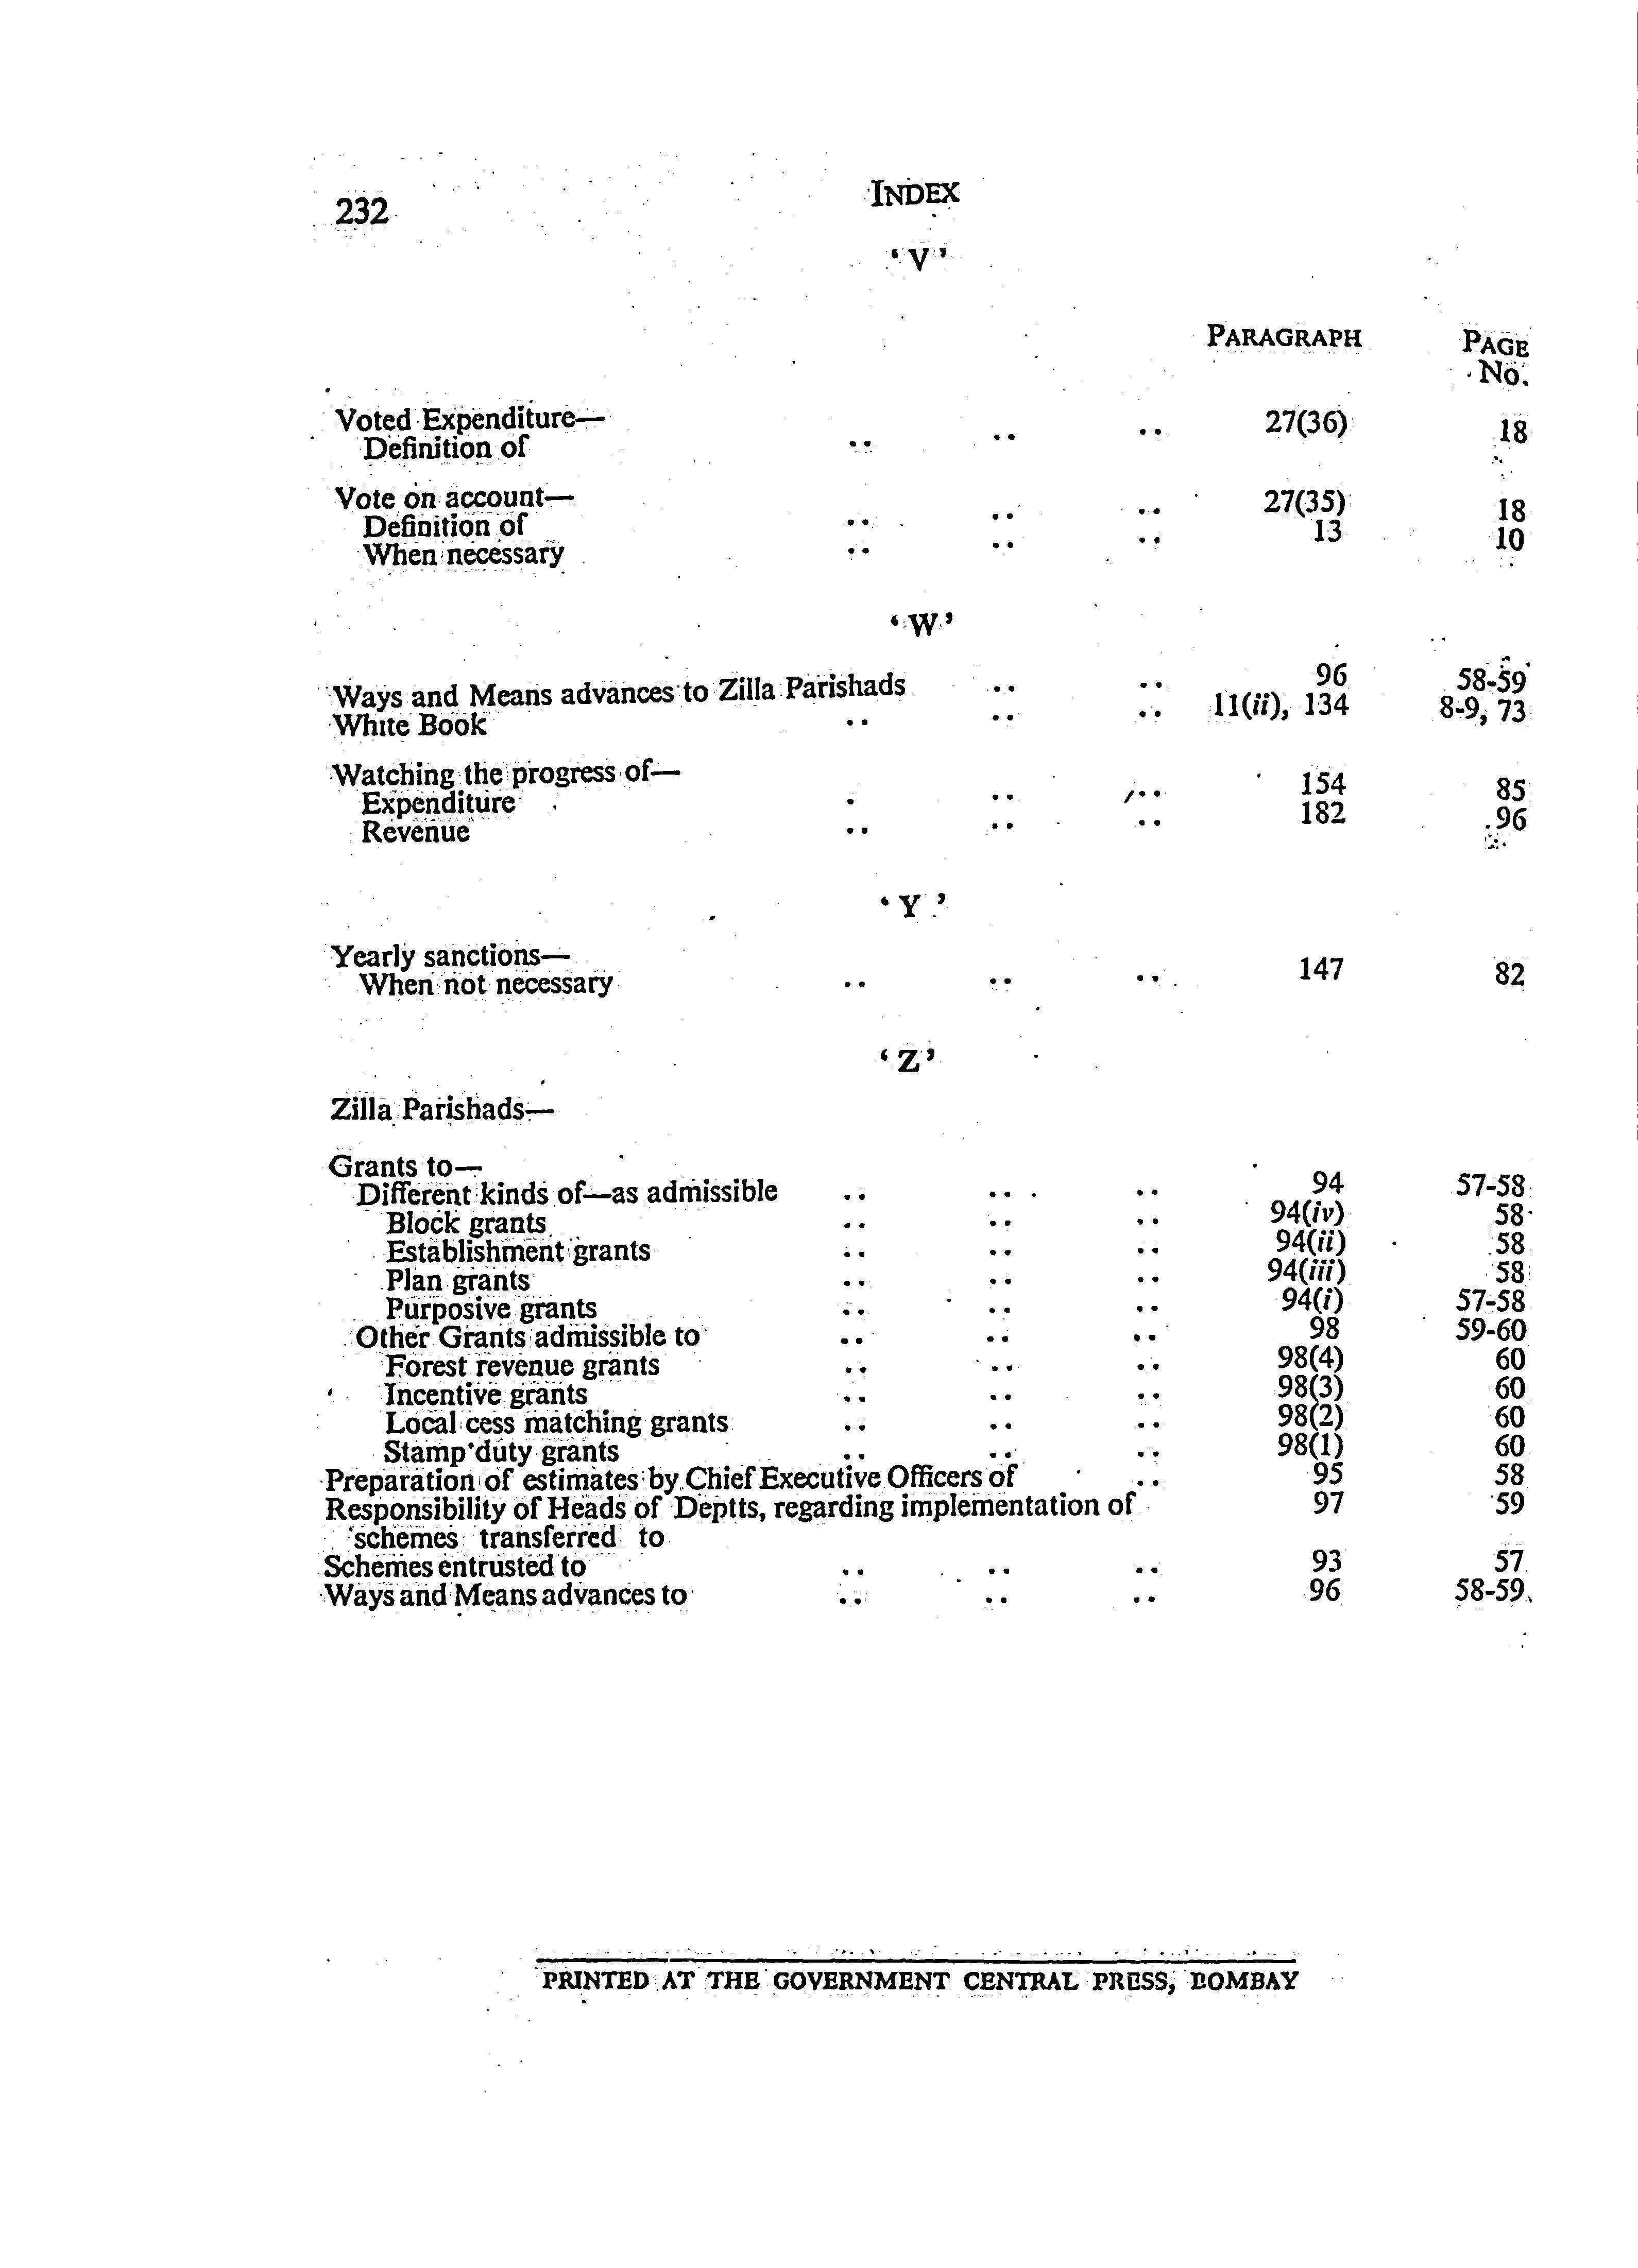 232
INDEX
‘ V ’
PARAGRAPH PAGE
No.
Voted Expenditure—
Definition of .. .. .. 27(36) 18
Vote on account—
Definition of .. .. .. 27(35) 18
When necessary .. .. .. 13 10
‘ W ’
Ways and Means advances to Zilla Parishads .. .. 96 58-59
White Book .. .. .. 11(ii), 134 8-9, 73
Watching the progress of—
Expenditure . .. .. 154 85
Revenue .. .. .. 182 96
‘ Y ’
Yearly sanctions—
When not necessary .. .. .. 147 82
‘ Z ’
Zilla Parishads—
Grants to—
Different kinds of—as admissible .. .. .. 94 57-58
Block grants .. .. .. 94(iv) 58
Establishment grants .. .. .. 94(ii) 58
Plan grants .. .. .. 94(iii) 58
Purposive grants .. .. .. 94(i) 57-58
Other Grants admissible to .. .. .. 98 59-60
Forest revenue grants .. .. .. 98(4) 60
Incentive grants .. .. .. 98(3) 60
Local cess matching grants .. .. .. 98(2) 60
Stamp duty grants .. .. .. 98(1) 60
Preparation of estimates by Chief Executive Officers of .. 95 58
Responsibility of Heads of Deptts, regarding implementation of 97 59
schemes transferred to
Schemes entrusted to .. .. .. 93 57
Ways and Means advances to .. .. .. 96 58-59
PRINTED AT THE GOVERNMENT CENTRAL PRESS, BOMBAY